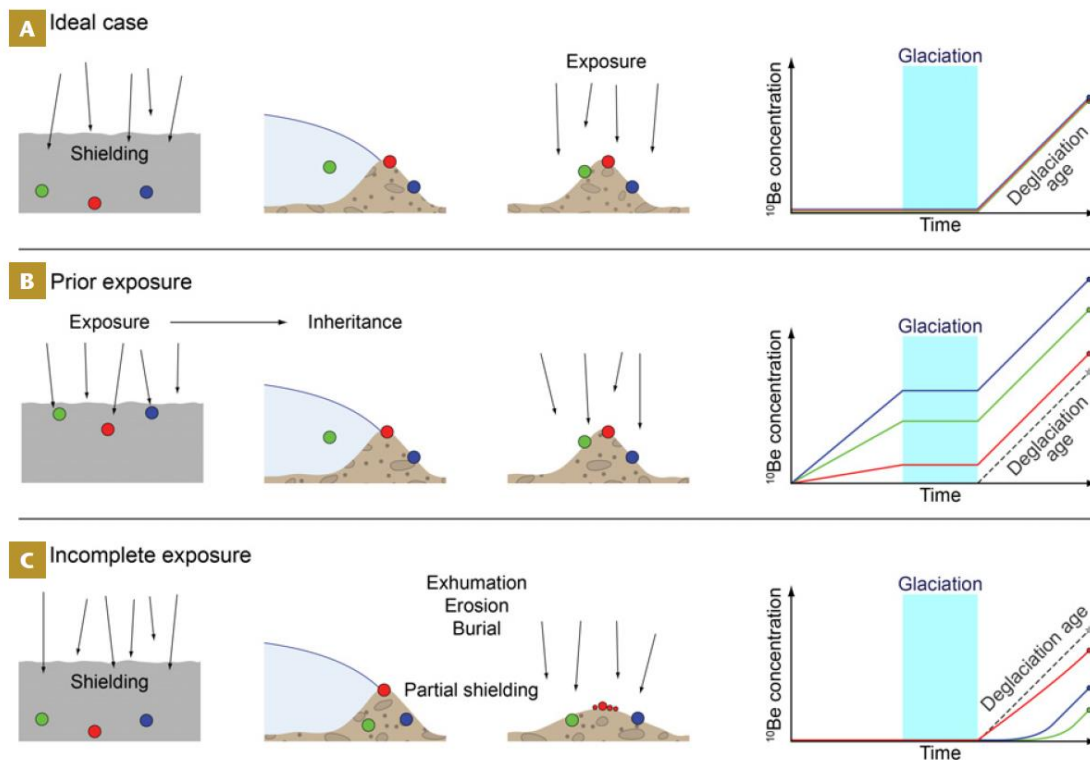 A Ideal case
Shielding
Exposure
Glaciation
¹⁰Be concentration
Deglaciation
age
Time
B Prior exposure
Exposure
Inheritance
Glaciation
¹⁰Be concentration
Deglaciation
age
Time
C Incomplete exposure
Shielding
Exhumation
Erosion
Burial
Partial shielding
Glaciation
¹⁰Be concentration
Deglaciation age
Time